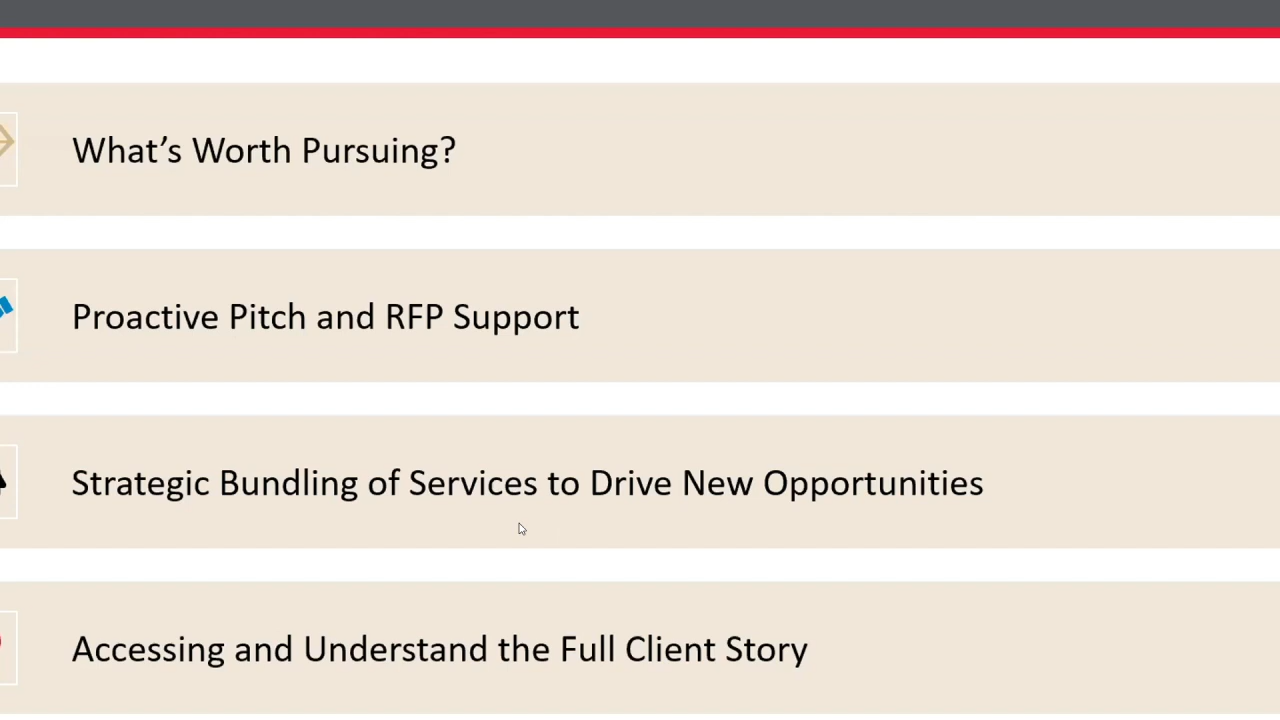 What’s Worth Pursuing?
Proactive Pitch and RFP Support
Strategic Bundling of Services to Drive New Opportunities
Accessing and Understand the Full Client Story